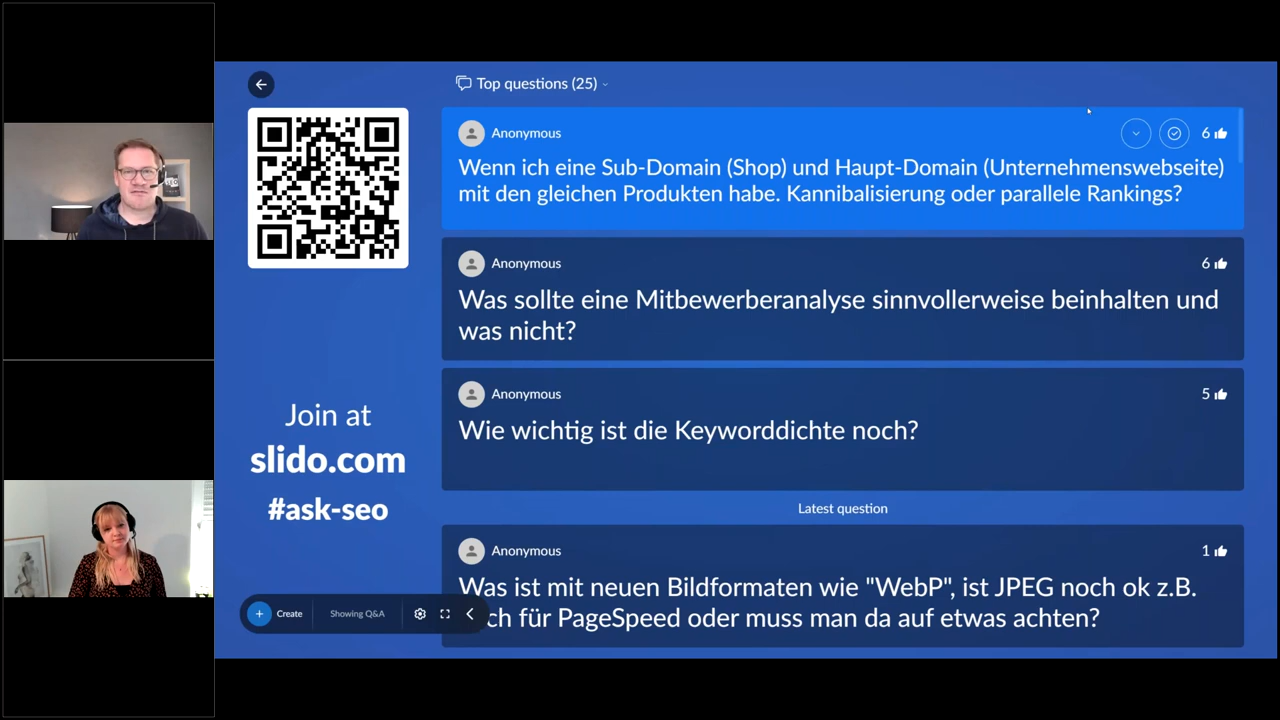 Top questions (25)
Anonymous
6
Wenn ich eine Sub-Domain (Shop) und Haupt-Domain (Unternehmenswebseite)
mit den gleichen Produkten habe. Kannibalisierung oder parallele Rankings?
Anonymous
6
Was sollte eine Mitbewerberanalyse sinnvollerweise beinhalten und
was nicht?
Anonymous
5
Wie wichtig ist die Keyworddichte noch?
Join at
slido.com
#ask-seo
Latest question
Anonymous
1
Was ist mit neuen Bildformaten wie "WebP", ist JPEG noch ok z.B.
ch für PageSpeed oder muss man da auf etwas achten?
Create
Showing Q&A